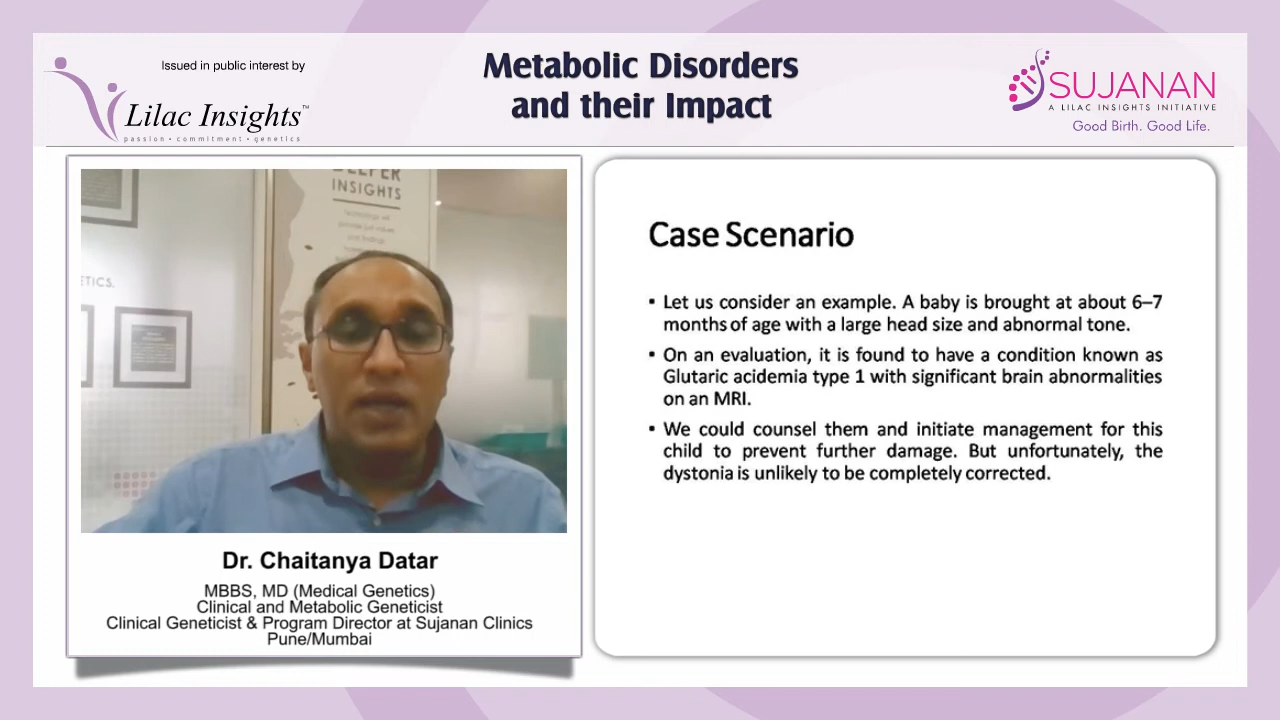 Issued in public interest by
Lilac Insights™
passion • commitment • genetics
Metabolic Disorders
and their Impact
SUJANAN
A LILAC INSIGHTS INITIATIVE
Good Birth. Good Life.
DEEPER
INSIGHTS
Technology will
ETICS.
Dr. Chaitanya Datar
MBBS, MD (Medical Genetics)
Clinical and Metabolic Geneticist
Clinical Geneticist & Program Director at Sujanan Clinics
Pune/Mumbai
Case Scenario
▪ Let us consider an example. A baby is brought at about 6–7
months of age with a large head size and abnormal tone.
▪ On an evaluation, it is found to have a condition known as
Glutaric acidemia type 1 with significant brain abnormalities
on an MRI.
▪ We could counsel them and initiate management for this
child to prevent further damage. But unfortunately, the
dystonia is unlikely to be completely corrected.